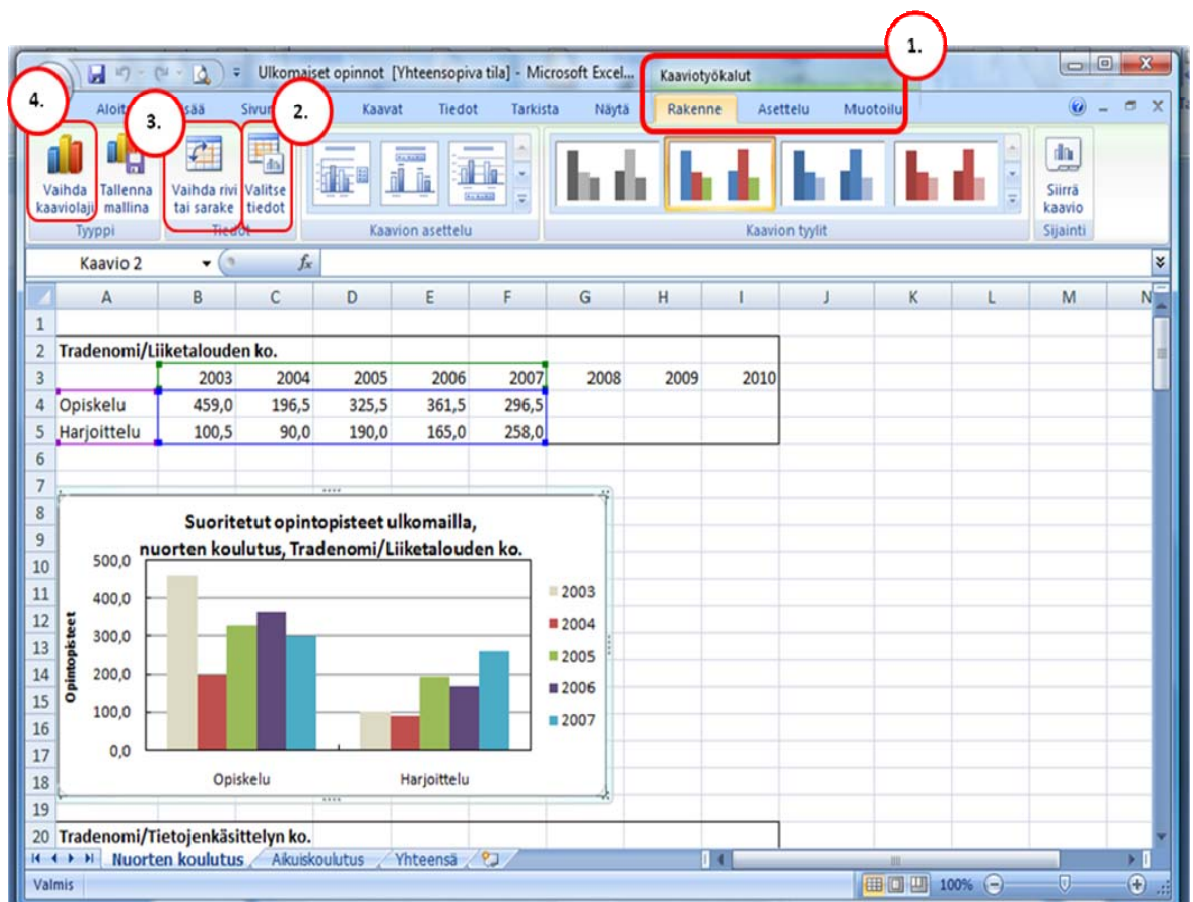 1.
Ulkomaiset opinnot [Yhteensopiva tila] - Microsoft Excel...
Kaaviotyökalut
4.
3.
2.
Kaavat Tiedot Tarkista Näytä Rakenne Asettelu Muotoilu
Vaihda kaaviolaji
Tallenna mallina
Vaihda rivi tai sarake
Valitse tiedot
Siirrä kaavio
Tyyppi Kaavion asettelu Kaavion tyylit Sijainti
Kaavio 2 fx
A B C D E F G H I J K L M N
1
2 Tradenomi/Liiketalouden ko.
3 2003 2004 2005 2006 2007 2008 2009 2010
4 Opiskelu 459,0 196,5 325,5 361,5 296,5
5 Harjoittelu 100,5 90,0 190,0 165,0 258,0
6
7
8
9
10
11
12
13
14
15
16
17
18
19
Suoritetut opintopisteet ulkomailla,
nuorten koulutus, Tradenomi/Liiketalouden ko.
Opintopisteet
500,0
400,0
300,0
200,0
100,0
0,0
Opiskelu Harjoittelu
2003
2004
2005
2006
2007
20 Tradenomi/Tietojenkäsittelyn ko.
Nuorten koulutus Aikuiskoulutus Yhteensä
Valmis 100%